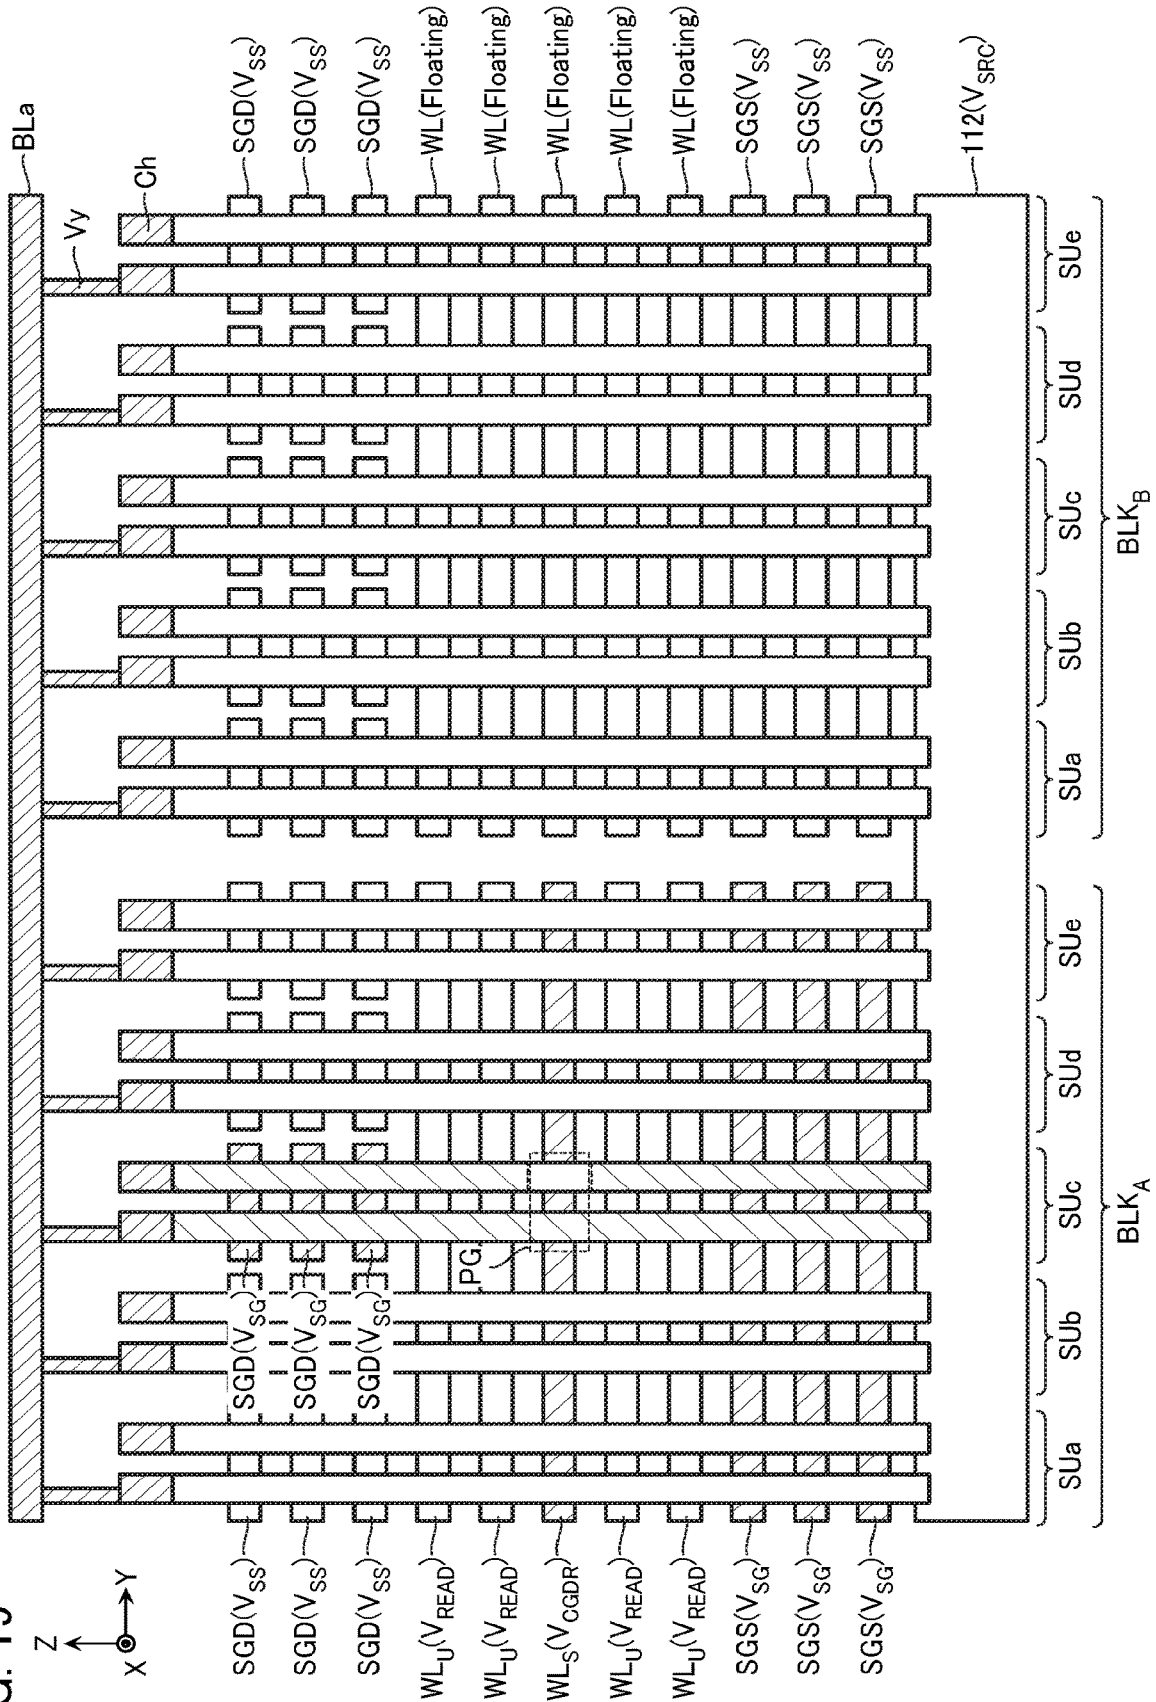 BLa
Vy
Ch
SGD(VSS)
SGD(VSS)
SGD(VSS)
WL(Floating)
WL(Floating)
WL(Floating)
WL(Floating)
WL(Floating)
SGS(VSS)
SGS(VSS)
SGS(VSS)
112(VSRC)
SGD(VSG)
SGD(VSG)
SGD(VSG)
PG
Z
X
Y
SGD(VSS)
SGD(VSS)
SGD(VSS)
WLU(VREAD)
WLU(VREAD)
WLS(VCGDR)
WLU(VREAD)
WLU(VREAD)
SGS(VSG)
SGS(VSG)
SGS(VSG)
SUa
SUb
SUc
SUd
SUe
SUa
SUb
SUc
SUd
SUe
BLKA
BLKB